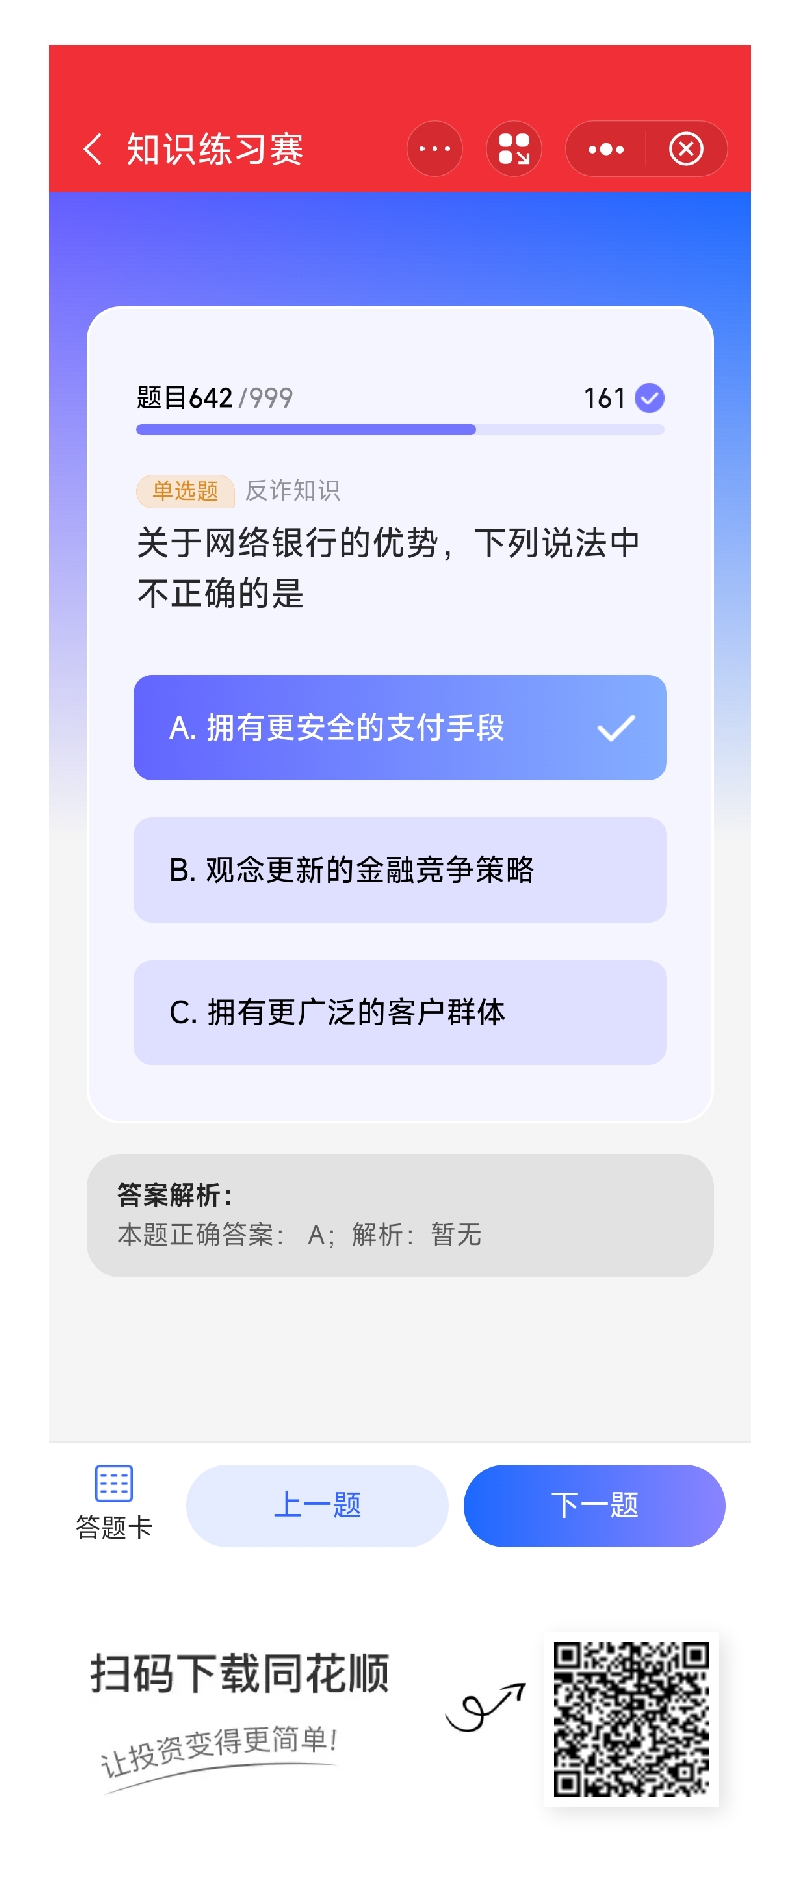 知识练习赛
题目642/999 161
单选题 反诈知识
关于网络银行的优势，下列说法中
不正确的是
A. 拥有更安全的支付手段
B. 观念更新的金融竞争策略
C. 拥有更广泛的客户群体
答案解析：
本题正确答案： A；解析：暂无
答题卡 上一题 下一题
扫码下载同花顺
让投资变得更简单!